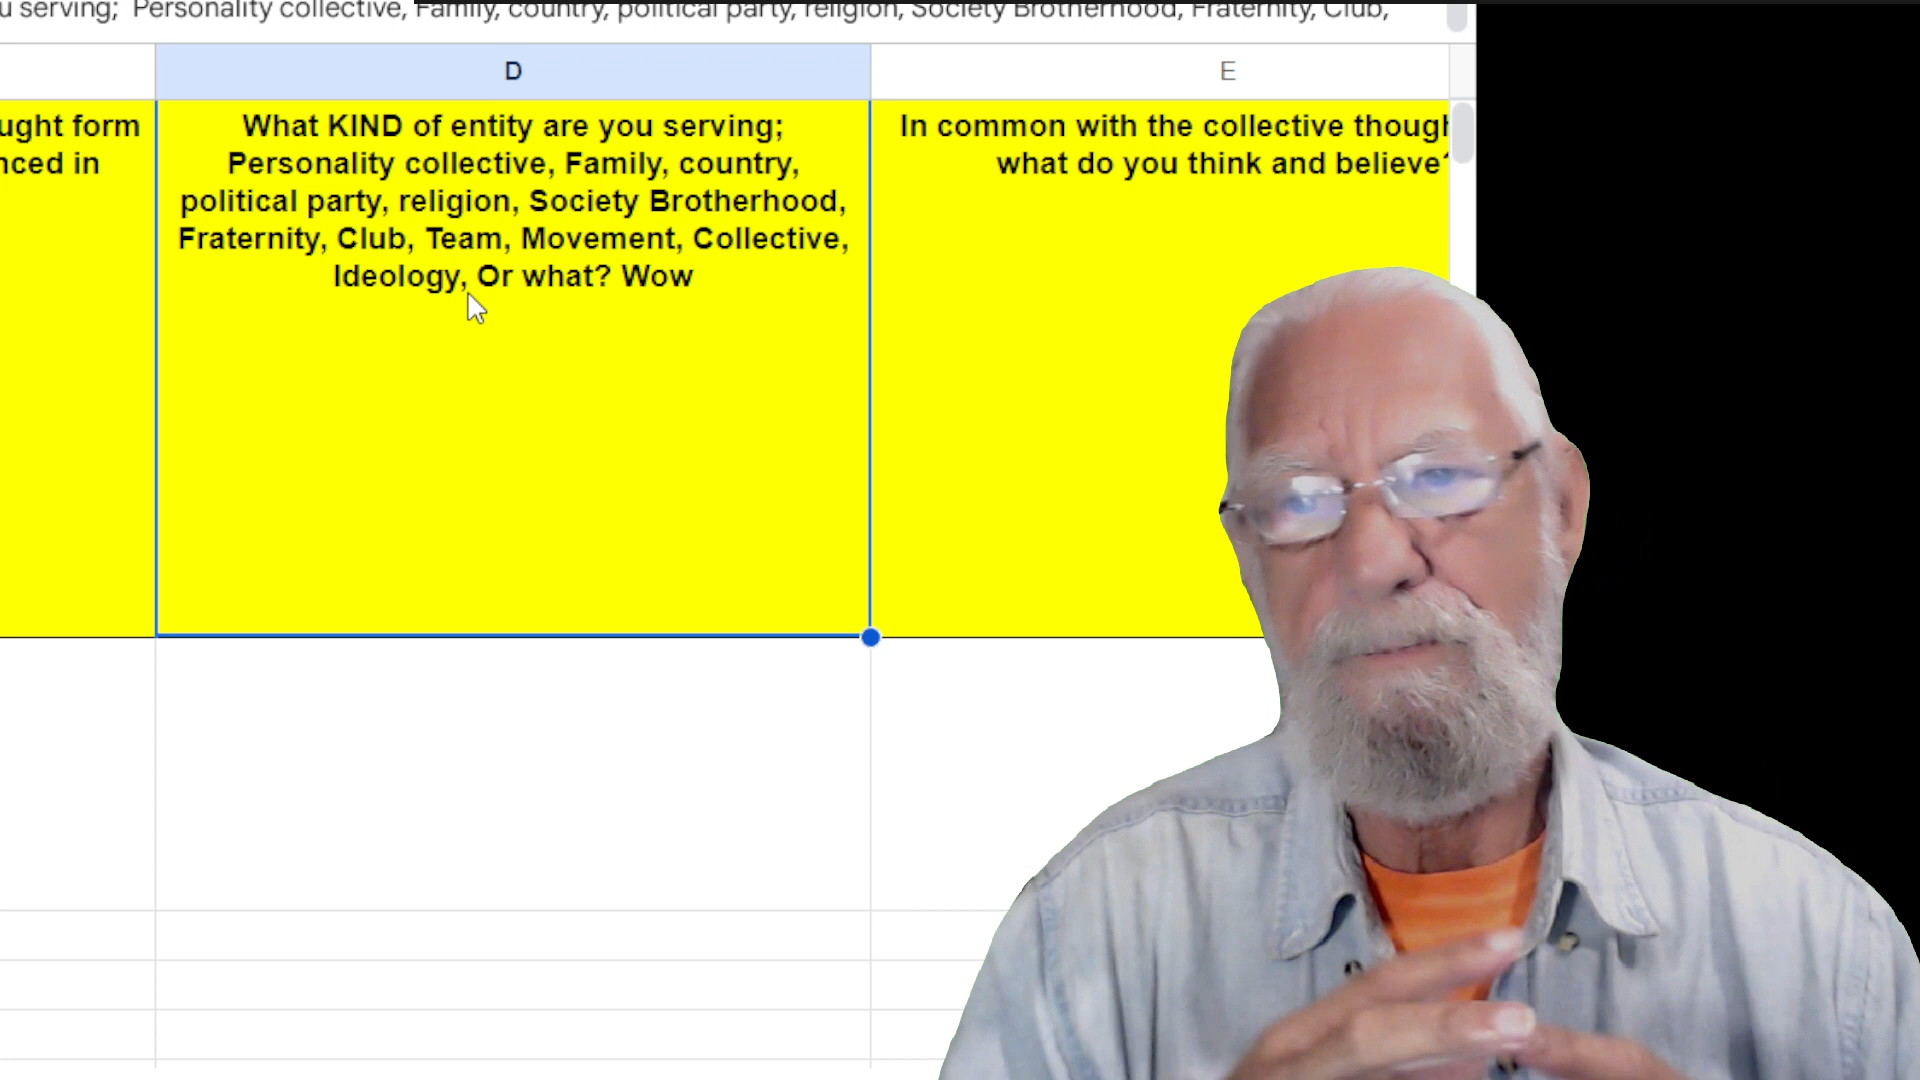 u serving; Personality collective, Family, country, political party, religion, Society Brotherhood, Fraternity, Club,
D
E
ught form
nced in
What KIND of entity are you serving;
Personality collective, Family, country,
political party, religion, Society Brotherhood,
Fraternity, Club, Team, Movement, Collective,
Ideology, Or what? Wow
In common with the collective though
what do you think and believe